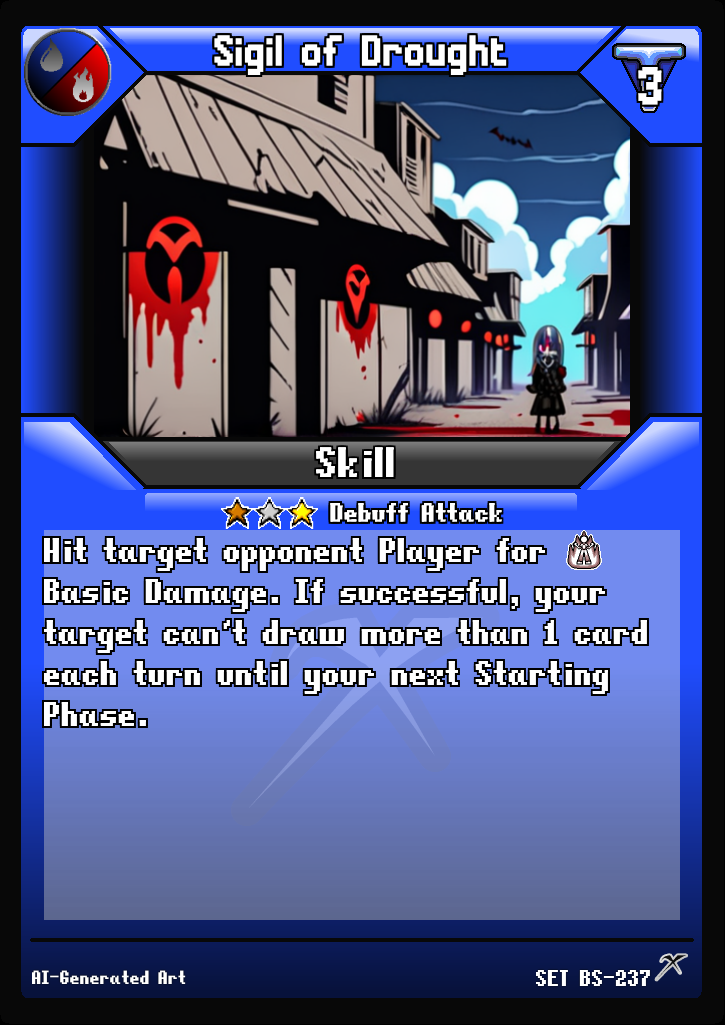 Sigil of Drought
3
Skill
Debuff Attack
Hit target opponent Player for
Basic Damage. If successful, your
target can't draw more than 1 card
each turn until your next Starting
Phase.
AI-Generated Art
SET BS-237